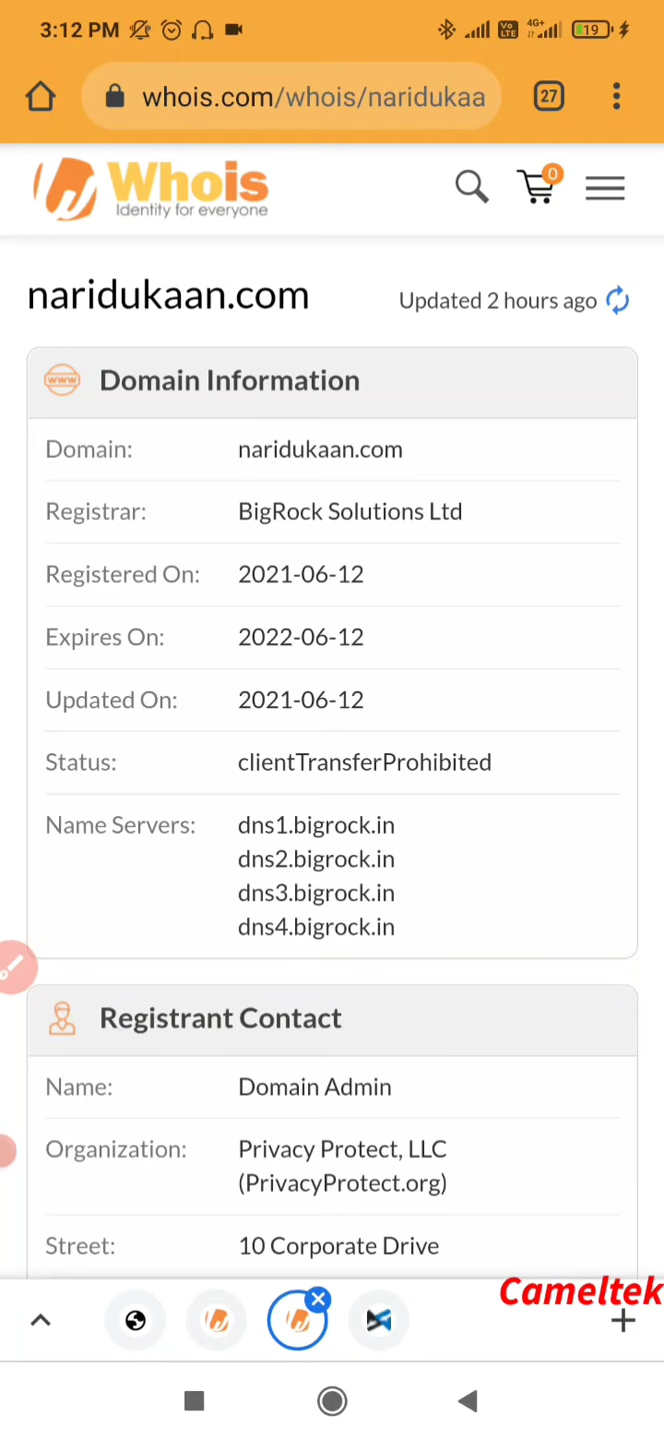 3:12 PM
Vo LTE
4G+
19
whois.com/whois/naridukaa
27
Whois
Identity for everyone
0
naridukaan.com
Updated 2 hours ago
www
Domain Information
Domain: naridukaan.com
Registrar: BigRock Solutions Ltd
Registered On: 2021-06-12
Expires On: 2022-06-12
Updated On: 2021-06-12
Status: clientTransferProhibited
Name Servers: dns1.bigrock.in
dns2.bigrock.in
dns3.bigrock.in
dns4.bigrock.in
Registrant Contact
Name: Domain Admin
Organization: Privacy Protect, LLC
(PrivacyProtect.org)
Street: 10 Corporate Drive
Cameltek